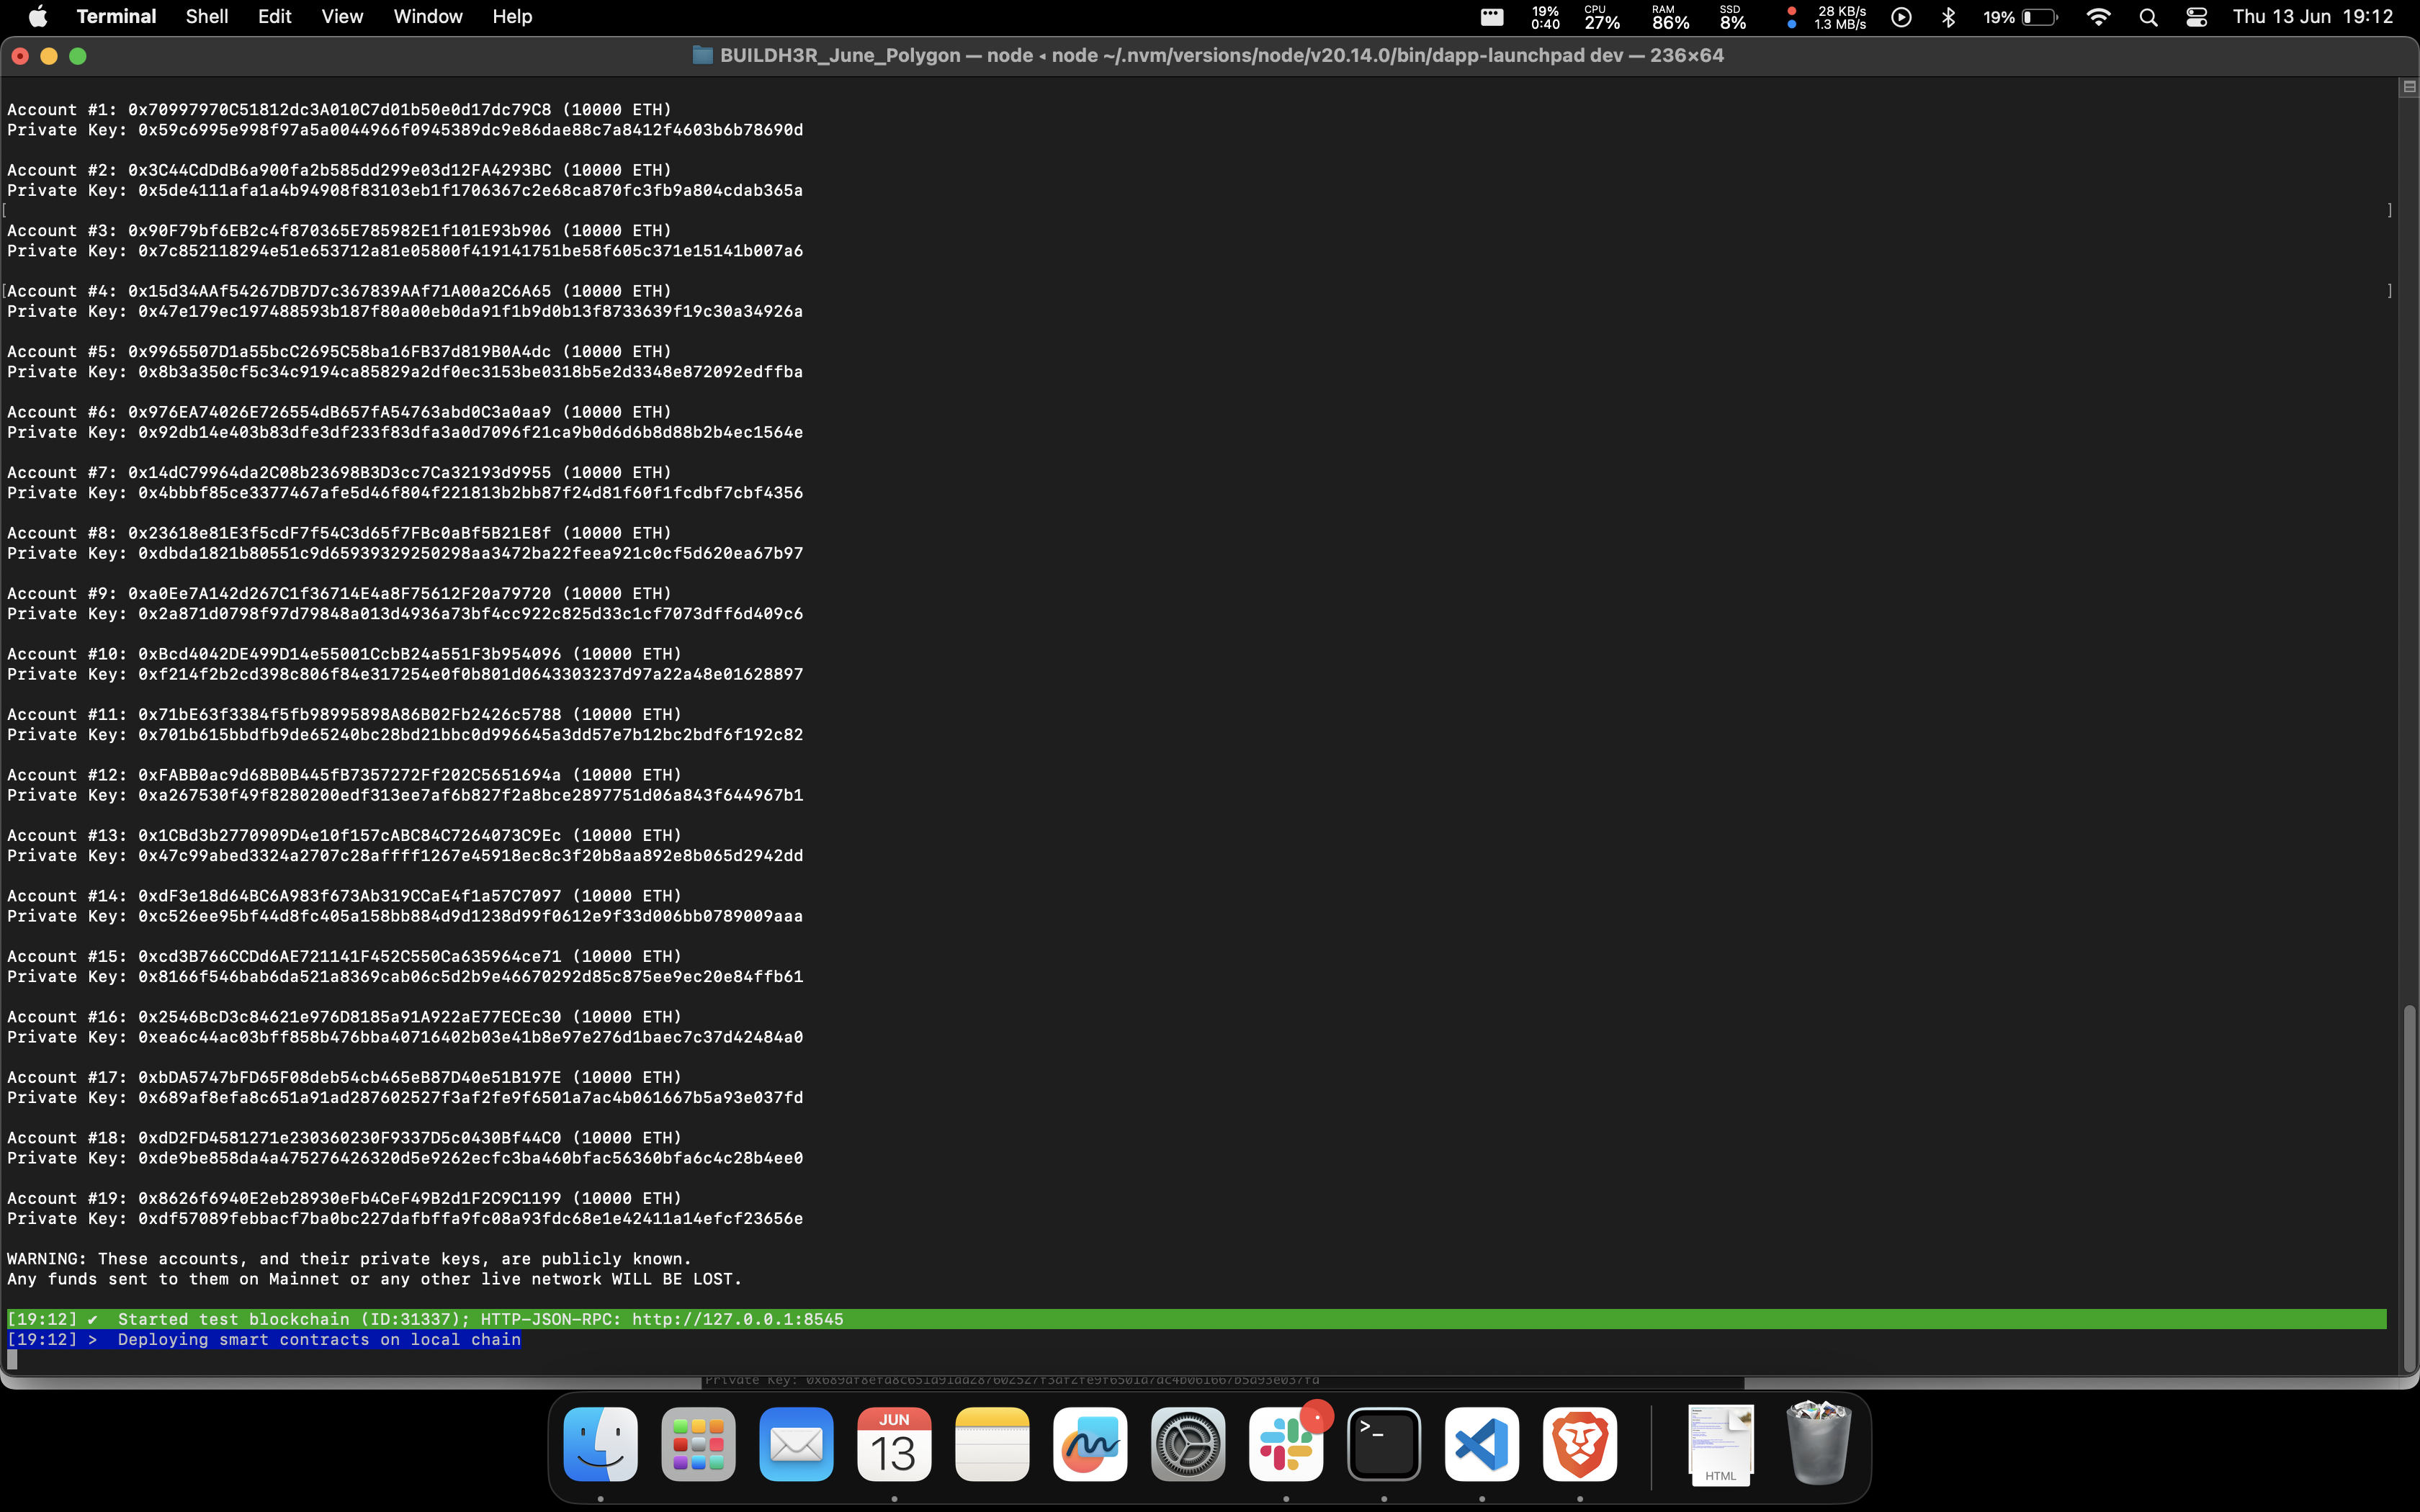 Terminal Shell Edit View Window Help
19% 0:40 CPU 27% RAM 86% SSD 8% 28 KB/s 1.3 MB/s 19% Thu 13 Jun 19:12
BUILDH3R_June_Polygon — node ◂ node ~/.nvm/versions/node/v20.14.0/bin/dapp-launchpad dev — 236×64
Account #1: 0x70997970C51812dc3A010C7d01b50e0d17dc79C8 (10000 ETH)
Private Key: 0x59c6995e998f97a5a0044966f0945389dc9e86dae88c7a8412f4603b6b78690d
Account #2: 0x3C44CdDdB6a900fa2b585dd299e03d12FA4293BC (10000 ETH)
Private Key: 0x5de4111afa1a4b94908f83103eb1f1706367c2e68ca870fc3fb9a804cdab365a
[ ]
Account #3: 0x90F79bf6EB2c4f870365E785982E1f101E93b906 (10000 ETH)
Private Key: 0x7c852118294e51e653712a81e05800f419141751be58f605c371e15141b007a6
[Account #4: 0x15d34AAf54267DB7D7c367839AAf71A00a2C6A65 (10000 ETH) ]
Private Key: 0x47e179ec197488593b187f80a00eb0da91f1b9d0b13f8733639f19c30a34926a
Account #5: 0x9965507D1a55bcC2695C58ba16FB37d819B0A4dc (10000 ETH)
Private Key: 0x8b3a350cf5c34c9194ca85829a2df0ec3153be0318b5e2d3348e872092edffba
Account #6: 0x976EA74026E726554dB657fA54763abd0C3a0aa9 (10000 ETH)
Private Key: 0x92db14e403b83dfe3df233f83dfa3a0d7096f21ca9b0d6d6b8d88b2b4ec1564e
Account #7: 0x14dC79964da2C08b23698B3D3cc7Ca32193d9955 (10000 ETH)
Private Key: 0x4bbbf85ce3377467afe5d46f804f221813b2bb87f24d81f60f1fcdbf7cbf4356
Account #8: 0x23618e81E3f5cdF7f54C3d65f7FBc0aBf5B21E8f (10000 ETH)
Private Key: 0xdbda1821b80551c9d65939329250298aa3472ba22feea921c0cf5d620ea67b97
Account #9: 0xa0Ee7A142d267C1f36714E4a8F75612F20a79720 (10000 ETH)
Private Key: 0x2a871d0798f97d79848a013d4936a73bf4cc922c825d33c1cf7073dff6d409c6
Account #10: 0xBcd4042DE499D14e55001CcbB24a551F3b954096 (10000 ETH)
Private Key: 0xf214f2b2cd398c806f84e317254e0f0b801d0643303237d97a22a48e01628897
Account #11: 0x71bE63f3384f5fb98995898A86B02Fb2426c5788 (10000 ETH)
Private Key: 0x701b615bbdfb9de65240bc28bd21bbc0d996645a3dd57e7b12bc2bdf6f192c82
Account #12: 0xFABB0ac9d68B0B445fB7357272Ff202C5651694a (10000 ETH)
Private Key: 0xa267530f49f8280200edf313ee7af6b827f2a8bce2897751d06a843f644967b1
Account #13: 0x1CBd3b2770909D4e10f157cABC84C7264073C9Ec (10000 ETH)
Private Key: 0x47c99abed3324a2707c28affff1267e45918ec8c3f20b8aa892e8b065d2942dd
Account #14: 0xdF3e18d64BC6A983f673Ab319CCaE4f1a57C7097 (10000 ETH)
Private Key: 0xc526ee95bf44d8fc405a158bb884d9d1238d99f0612e9f33d006bb0789009aaa
Account #15: 0xcd3B766CCDd6AE721141F452C550Ca635964ce71 (10000 ETH)
Private Key: 0x8166f546bab6da521a8369cab06c5d2b9e46670292d85c875ee9ec20e84ffb61
Account #16: 0x2546BcD3c84621e976D8185a91A922aE77ECEc30 (10000 ETH)
Private Key: 0xea6c44ac03bff858b476bba40716402b03e41b8e97e276d1baec7c37d42484a0
Account #17: 0xbDA5747bFD65F08deb54cb465eB87D40e51B197E (10000 ETH)
Private Key: 0x689af8efa8c651a91ad287602527f3af2fe9f6501a7ac4b061667b5a93e037fd
Account #18: 0xdD2FD4581271e230360230F9337D5c0430Bf44C0 (10000 ETH)
Private Key: 0xde9be858da4a475276426320d5e9262ecfc3ba460bfac56360bfa6c4c28b4ee0
Account #19: 0x8626f6940E2eb28930eFb4CeF49B2d1F2C9C1199 (10000 ETH)
Private Key: 0xdf57089febbacf7ba0bc227dafbffa9fc08a93fdc68e1e42411a14efcf23656e
WARNING: These accounts, and their private keys, are publicly known.
Any funds sent to them on Mainnet or any other live network WILL BE LOST.
[19:12] ✔ Started test blockchain (ID:31337); HTTP-JSON-RPC: http://127.0.0.1:8545
[19:12] > Deploying smart contracts on local chain
Private Key: 0x689af8efa8c651a91ad287602527f3af2fe9f6501a7ac4b061667b5a93e037fd
JUN
13
>_
HTML